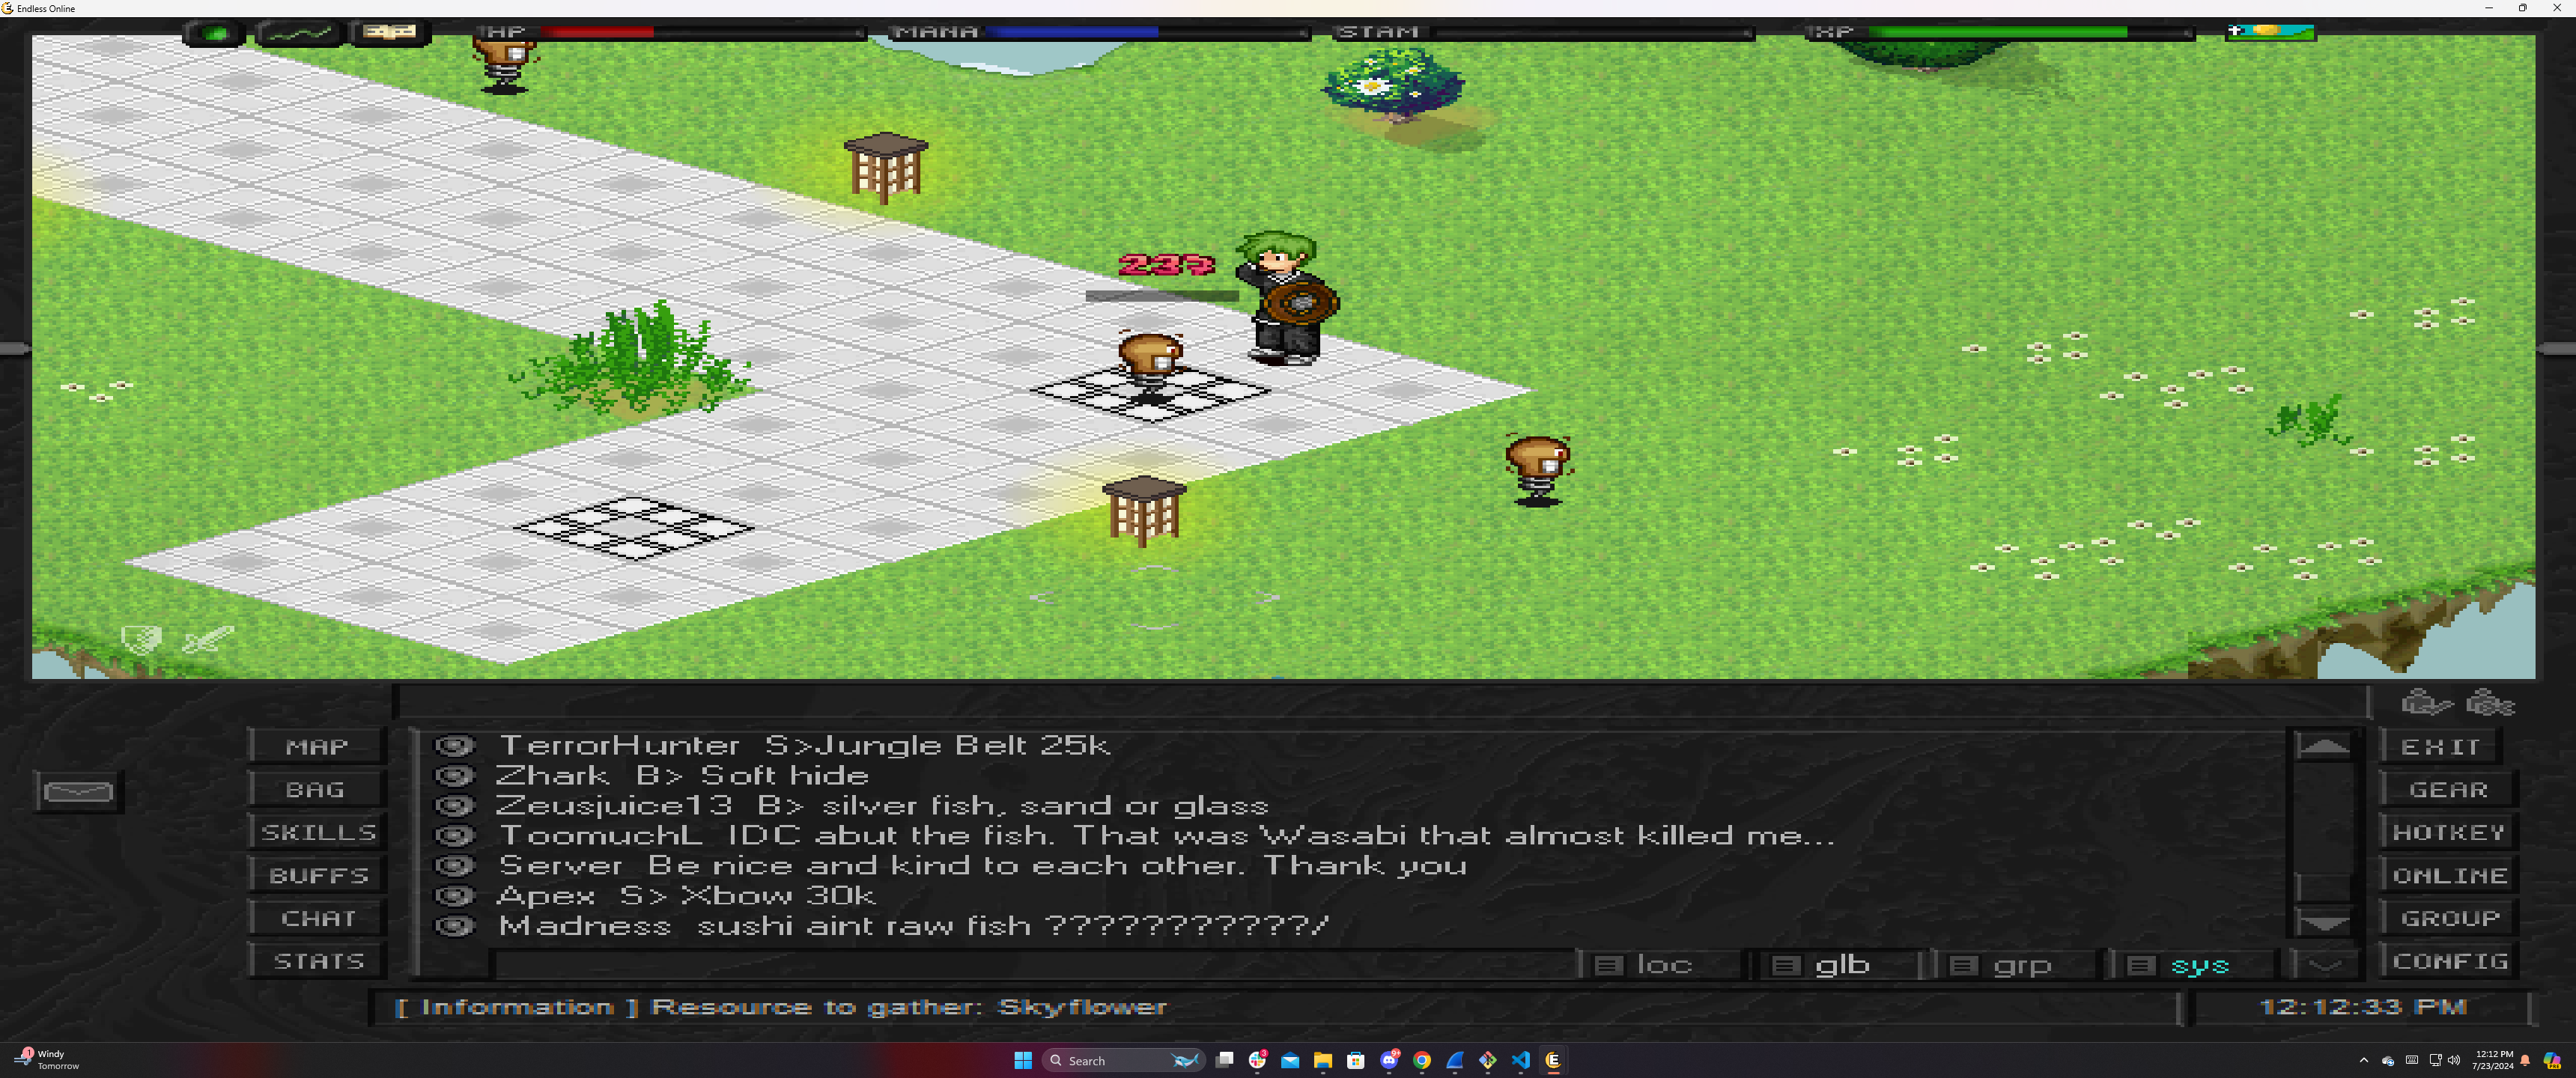 Endless Online
HP
MANA
STAM
XP
237
MAP
BAG
SKILLS
BUFFS
CHAT
STATS
TerrorHunter S>Jungle Belt 25k
Zhark B> Soft hide
Zeusjuice13 B> silver fish, sand or glass
ToomuchL IDC abut the fish. That was Wasabi that almost killed me...
Server Be nice and kind to each other. Thank you
Apex S> Xbow 30k
Madness sushi aint raw fish ???????????/
loc glb grp sys
EXIT
GEAR
HOTKEY
ONLINE
GROUP
CONFIG
[ Information ] Resource to gather: Skyflower
12:12:33 PM
1
Windy
Tomorrow
Search
3
9+
12:12 PM
7/23/2024